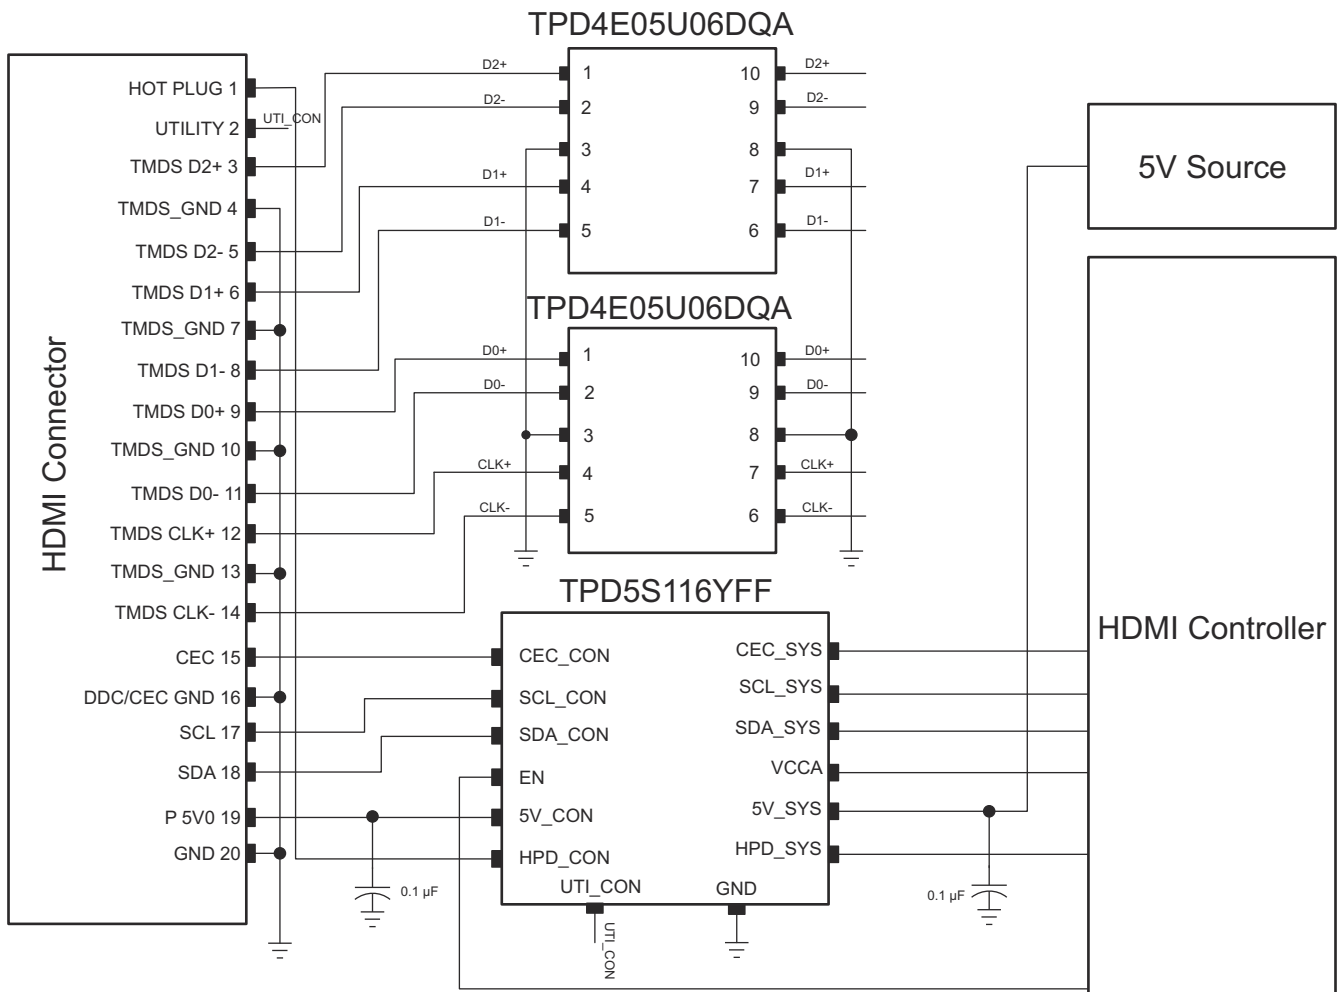 TPD4E05U06DQA
HDMI Connector
HOT PLUG 1
UTILITY 2
UTI_CON
TMDS D2+ 3
TMDS_GND 4
TMDS D2- 5
TMDS D1+ 6
TMDS_GND 7
TMDS D1- 8
TMDS D0+ 9
TMDS_GND 10
TMDS D0- 11
TMDS CLK+ 12
TMDS_GND 13
TMDS CLK- 14
CEC 15
DDC/CEC GND 16
SCL 17
SDA 18
P 5V0 19
GND 20
D2+ 1 10 D2+
D2- 2 9 D2-
3 8
D1+ 4 7 D1+
D1- 5 6 D1-
TPD4E05U06DQA
D0+ 1 10 D0+
D0- 2 9 D0-
3 8
CLK+ 4 7 CLK+
CLK- 5 6 CLK-
TPD5S116YFF
CEC_CON CEC_SYS
SCL_CON SCL_SYS
SDA_CON SDA_SYS
EN VCCA
5V_CON 5V_SYS
HPD_CON HPD_SYS
UTI_CON GND
UTI_CON
0.1 µF
0.1 µF
5V Source
HDMI Controller